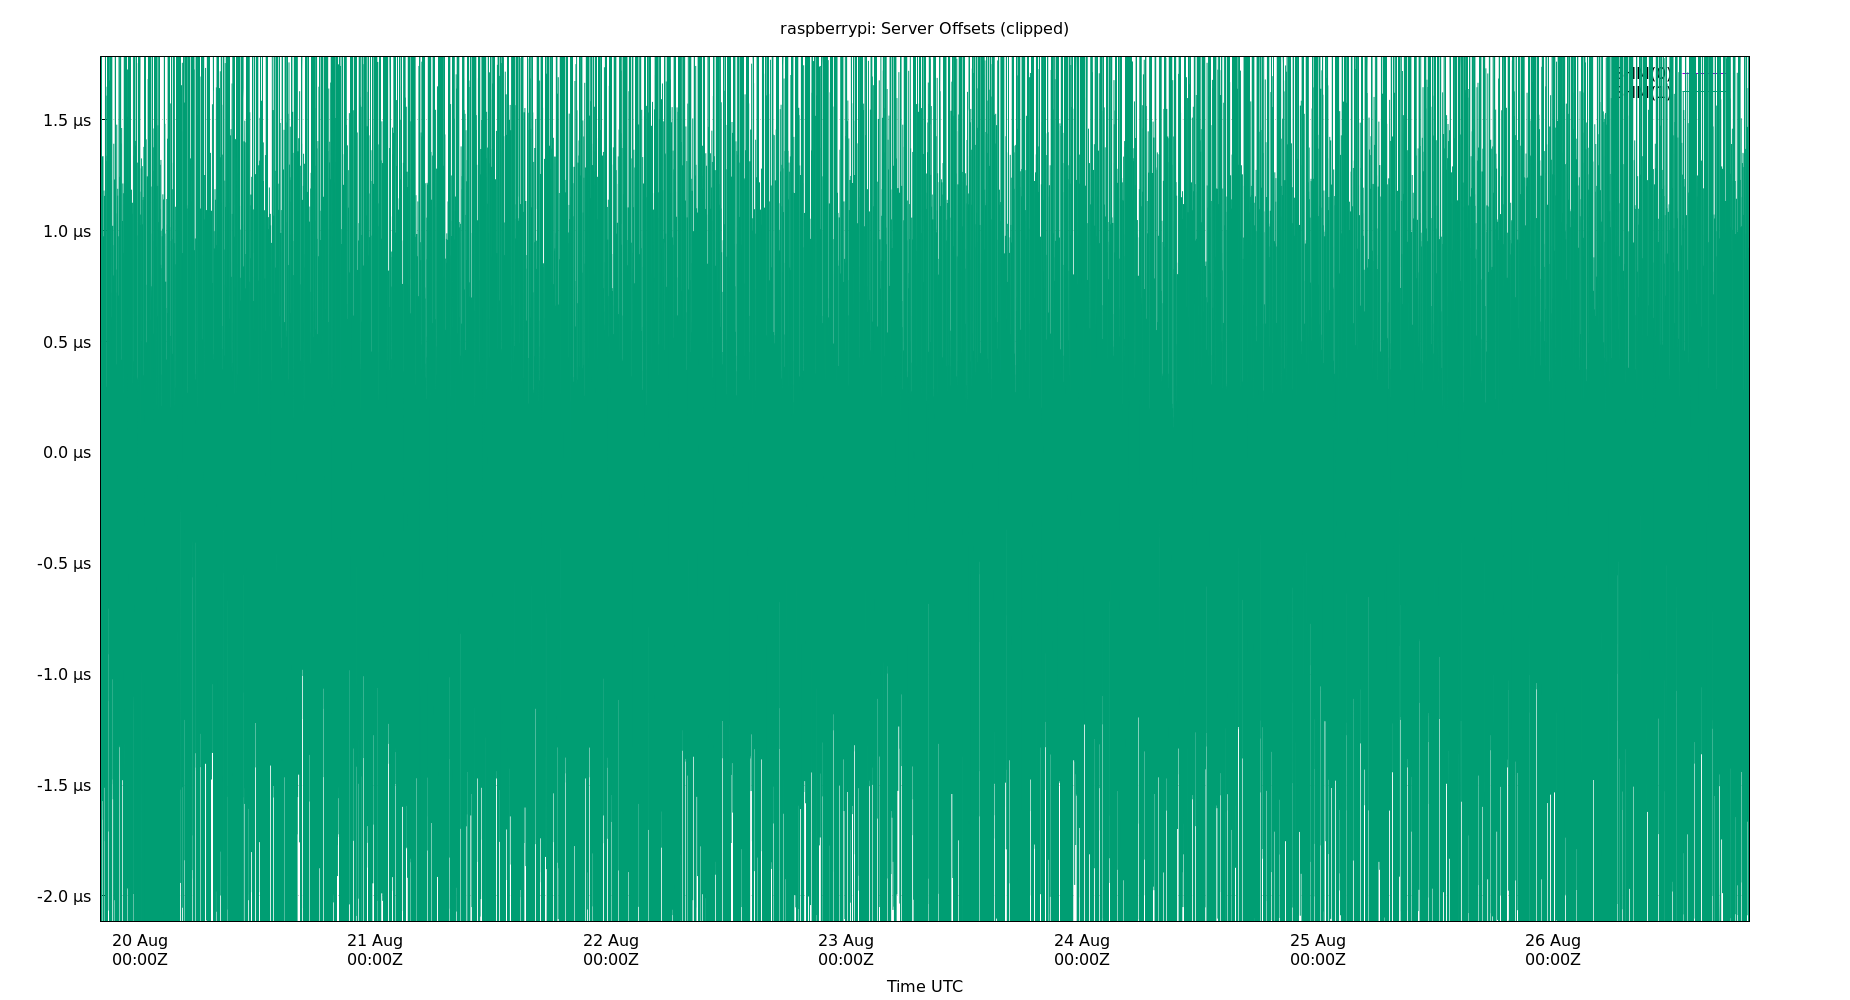 raspberrypi: Server Offsets (clipped)
1.5 µs
1.0 µs
0.5 µs
0.0 µs
-0.5 µs
-1.0 µs
-1.5 µs
-2.0 µs
20 Aug
00:00Z
21 Aug
00:00Z
22 Aug
00:00Z
23 Aug
00:00Z
24 Aug
00:00Z
25 Aug
00:00Z
26 Aug
00:00Z
Time UTC